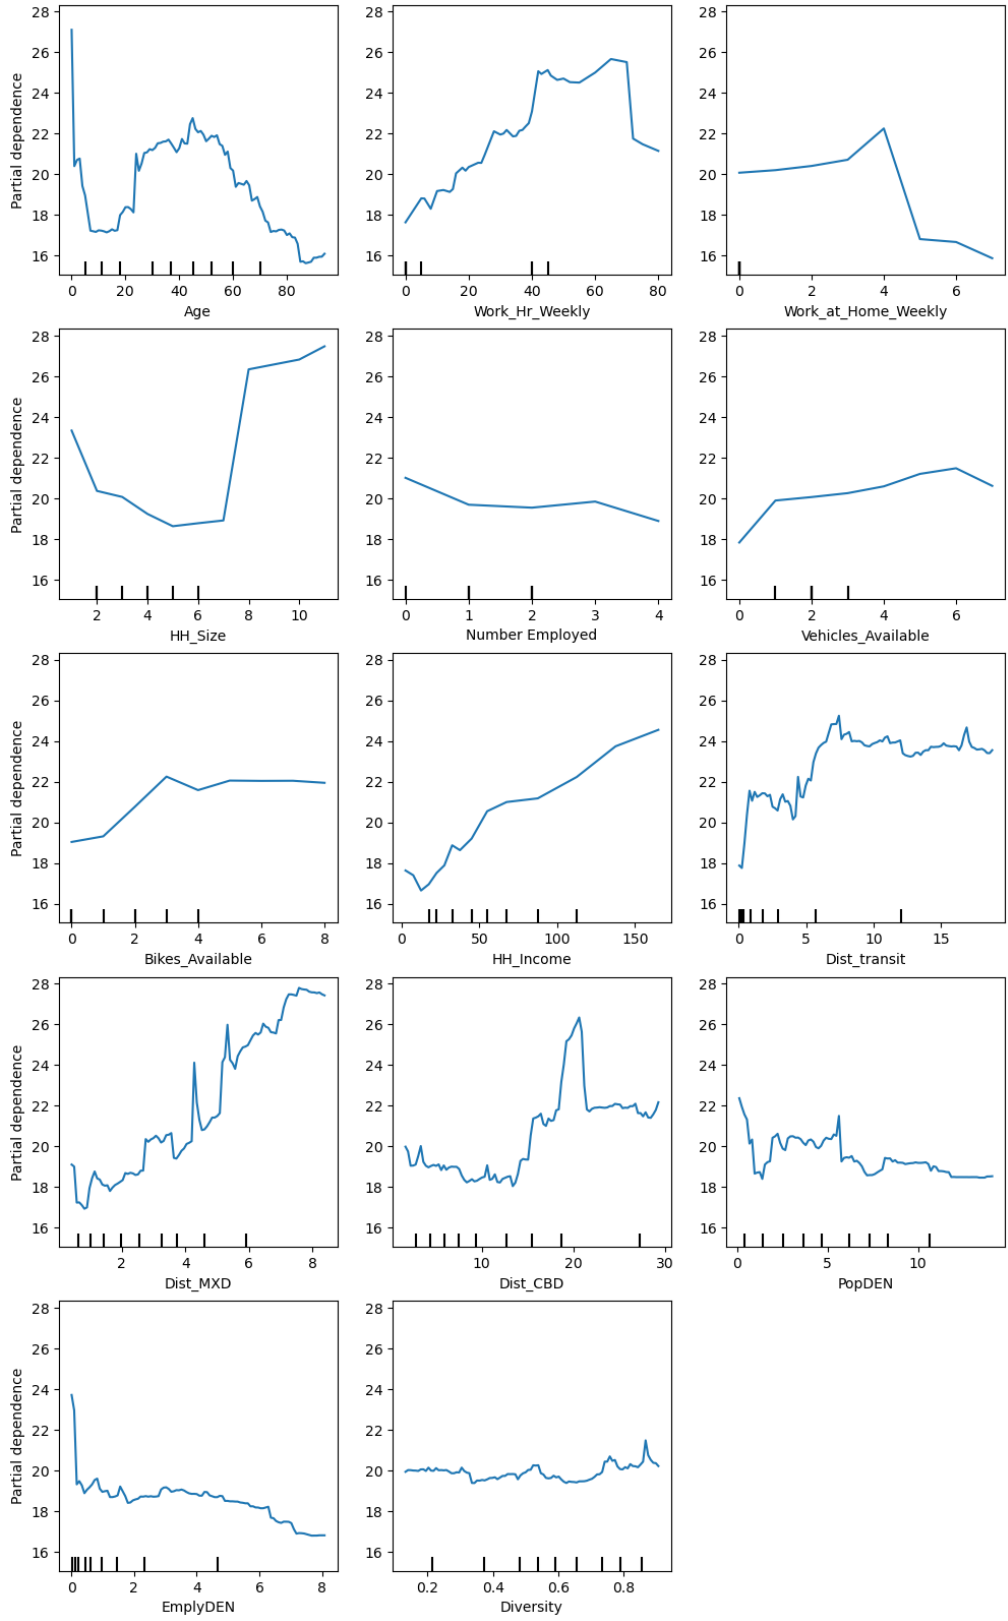 28
26
24
22
20
18
16
Partial dependence
0 20 40 60 80
Age
28
26
24
22
20
18
16
0 20 40 60 80
Work_Hr_Weekly
28
26
24
22
20
18
16
0 2 4 6
Work_at_Home_Weekly
28
26
24
22
20
18
16
Partial dependence
2 4 6 8 10
HH_Size
28
26
24
22
20
18
16
0 1 2 3 4
Number Employed
28
26
24
22
20
18
16
0 2 4 6
Vehicles_Available
28
26
24
22
20
18
16
Partial dependence
0 2 4 6 8
Bikes_Available
28
26
24
22
20
18
16
0 50 100 150
HH_Income
28
26
24
22
20
18
16
0 5 10 15
Dist_transit
28
26
24
22
20
18
16
Partial dependence
2 4 6 8
Dist_MXD
28
26
24
22
20
18
16
10 20 30
Dist_CBD
28
26
24
22
20
18
16
0 5 10
PopDEN
28
26
24
22
20
18
16
Partial dependence
0 2 4 6 8
EmplyDEN
28
26
24
22
20
18
16
0.2 0.4 0.6 0.8
Diversity